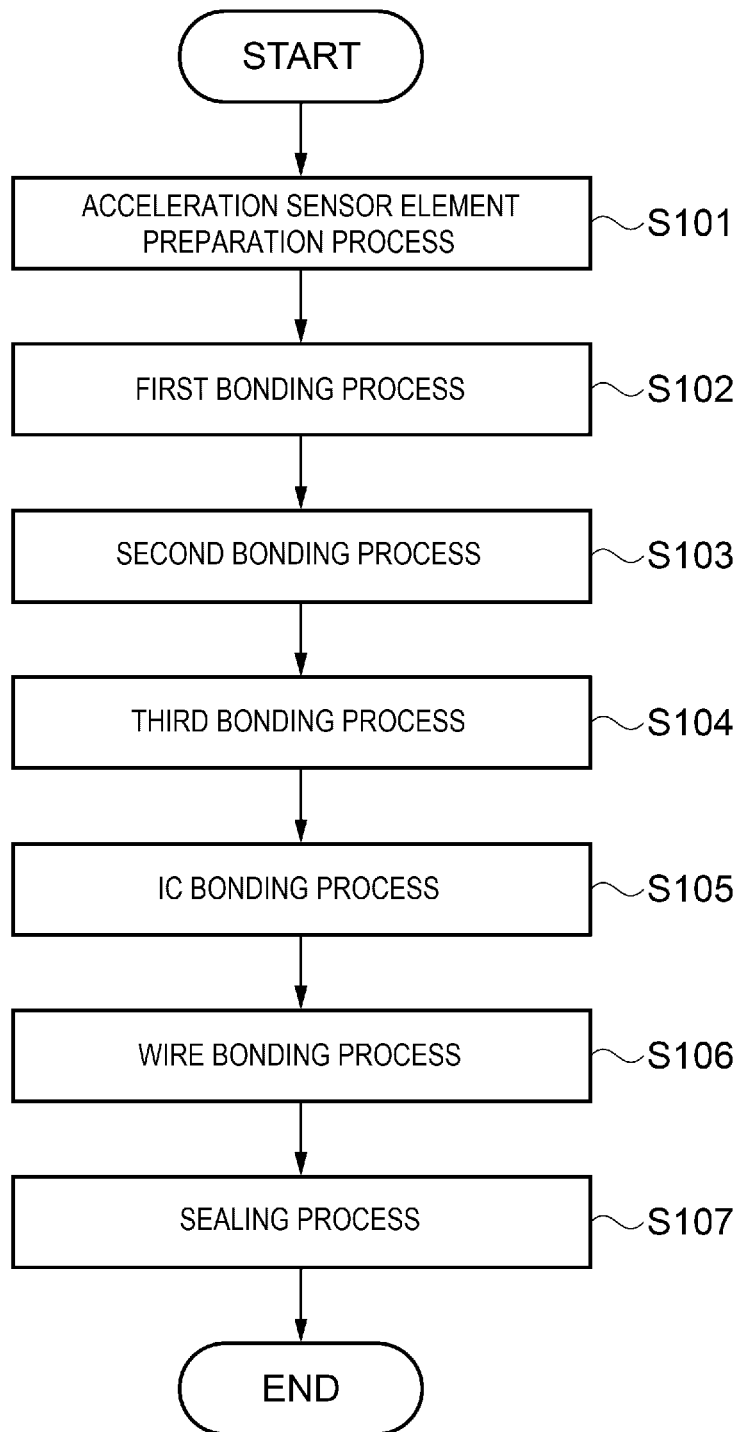 START
ACCELERATION SENSOR ELEMENT
PREPARATION PROCESS
S101
FIRST BONDING PROCESS
S102
SECOND BONDING PROCESS
S103
THIRD BONDING PROCESS
S104
IC BONDING PROCESS
S105
WIRE BONDING PROCESS
S106
SEALING PROCESS
S107
END